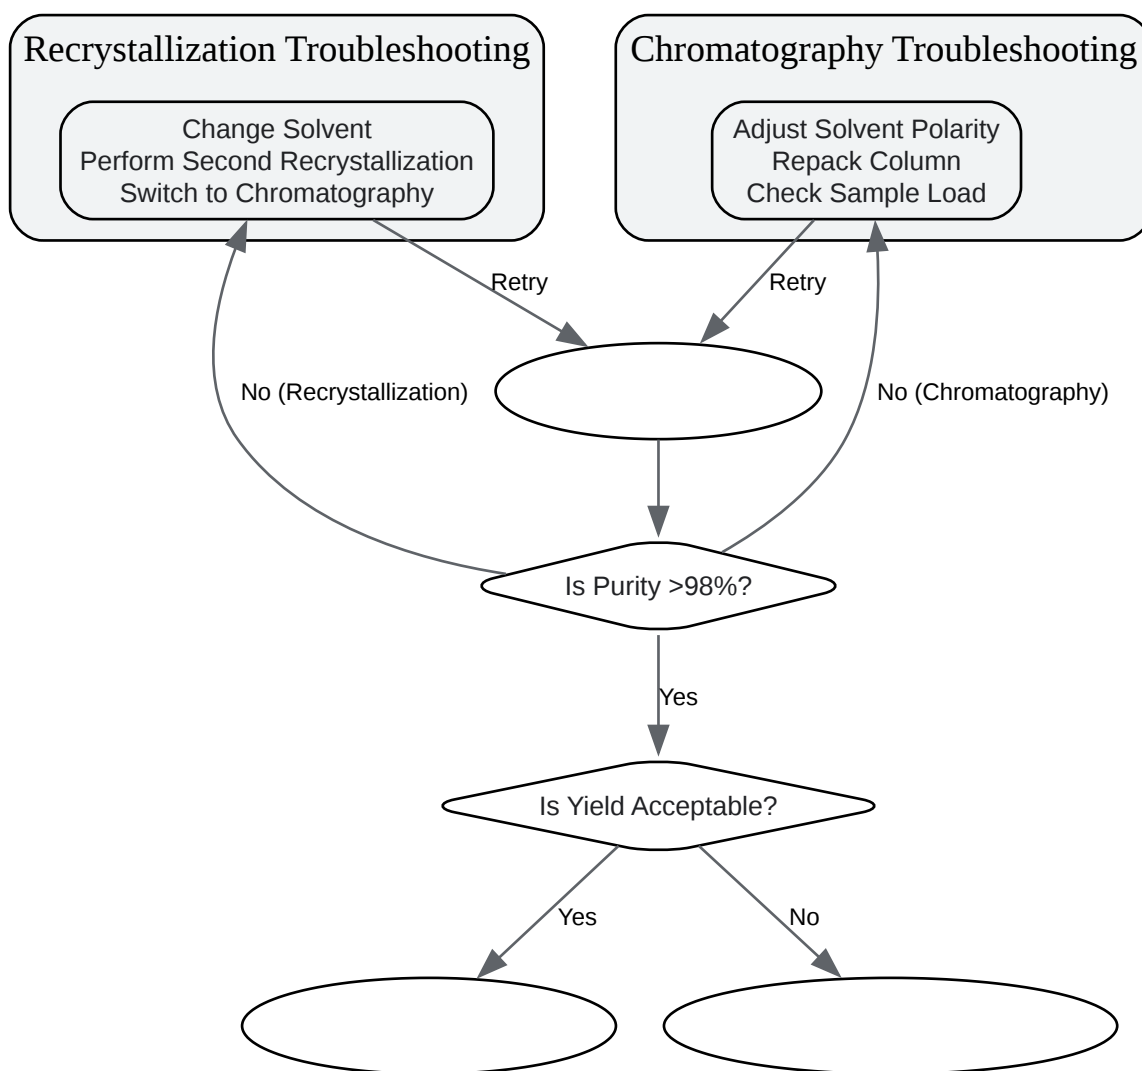 Recrystallization Troubleshooting
Chromatography Troubleshooting
Change Solvent
Perform Second Recrystallization
Switch to Chromatography
Adjust Solvent Polarity
Repack Column
Check Sample Load
Retry
Retry
No (Recrystallization)
No (Chromatography)
Is Purity >98%?
Yes
Is Yield Acceptable?
Yes
No